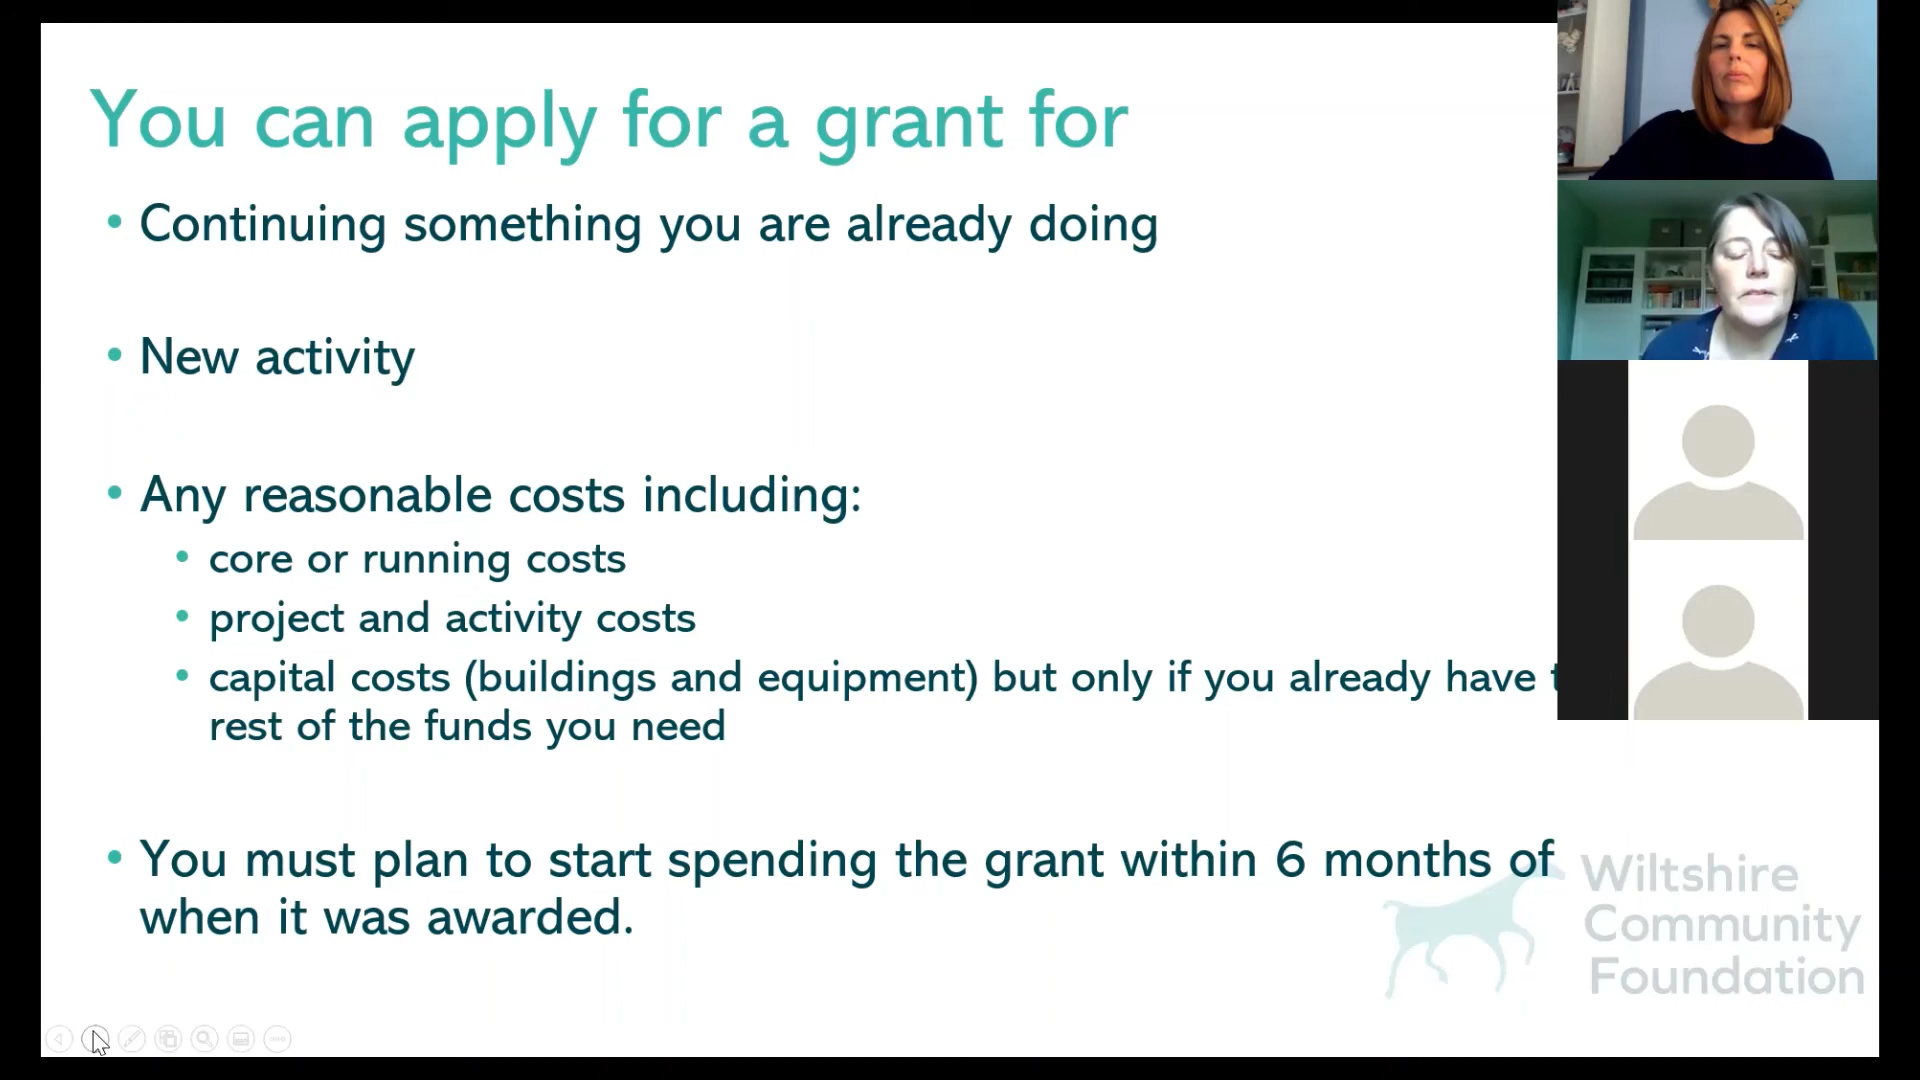 You can apply for a grant for
• Continuing something you are already doing
• New activity
• Any reasonable costs including:
• core or running costs
• project and activity costs
• capital costs (buildings and equipment) but only if you already have
rest of the funds you need
• You must plan to start spending the grant within 6 months of
when it was awarded.
Wiltshire
Community
Foundation